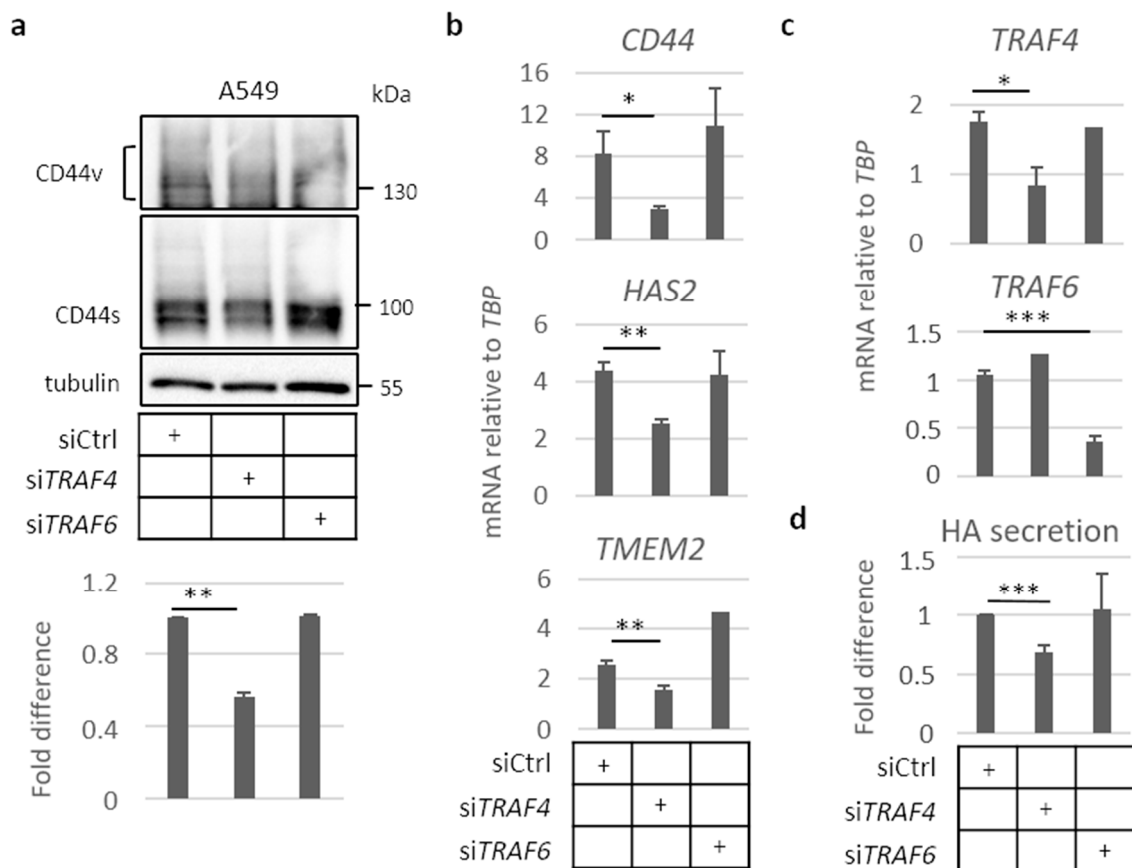 a
A549
kDa
CD44v
130
CD44s
100
tubulin
55
siCtrl +
siTRAF4 +
siTRAF6 +
Fold difference
1.2
**
0.8
0.4
0
b
mRNA relative to TBP
CD44
16
12
8
4
0
*
HAS2
6
4
2
0
**
TMEM2
6
4
2
0
**
siCtrl +
siTRAF4 +
siTRAF6 +
c
mRNA relative to TBP
TRAF4
2
1
0
*
TRAF6
1.5
1
0.5
0
***
d
HA secretion
Fold difference
1.5
1
0.5
0
***
siCtrl +
siTRAF4 +
siTRAF6 +